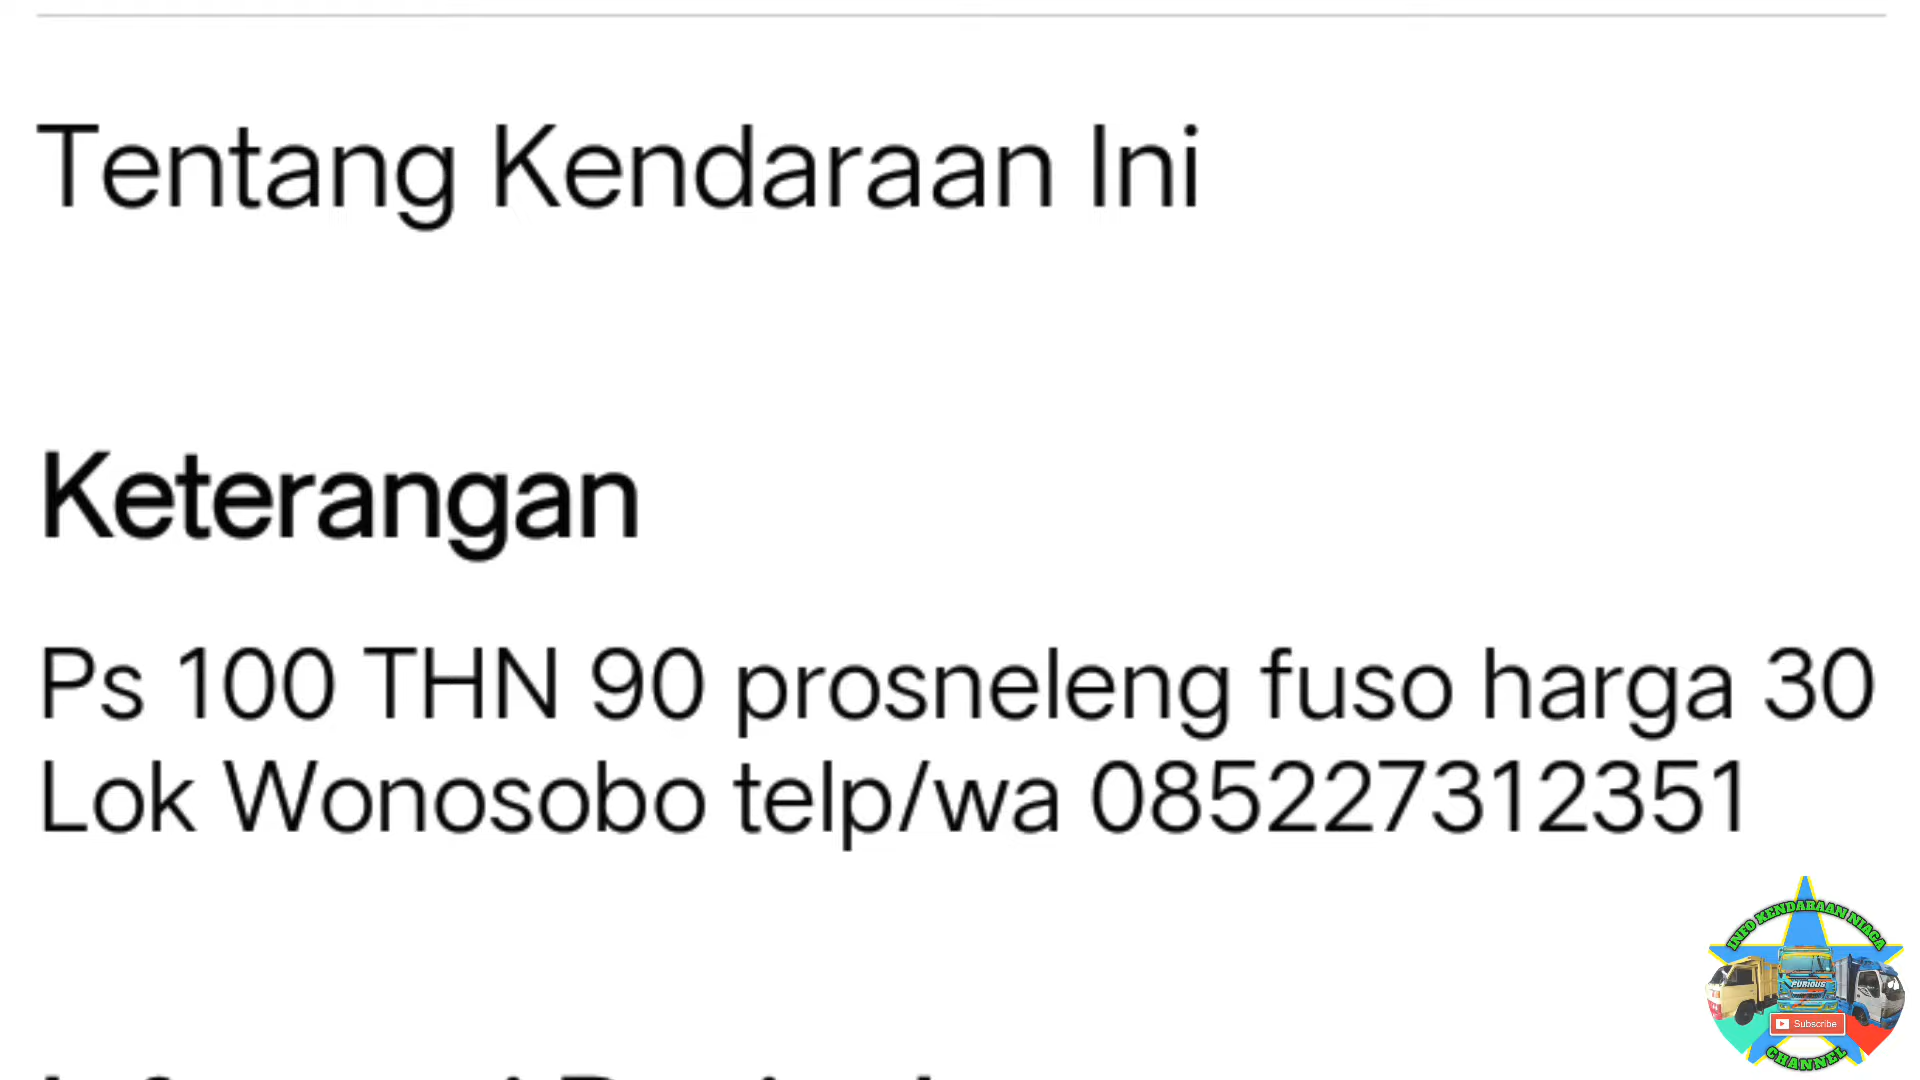 Tentang Kendaraan Ini
Keterangan
Ps 100 THN 90 prosneleng fuso harga 30
Lok Wonosobo telp/wa 085227312351
INFO KENDARAAN NIAGA
FURIOUS
Subscribe
CHANNEL